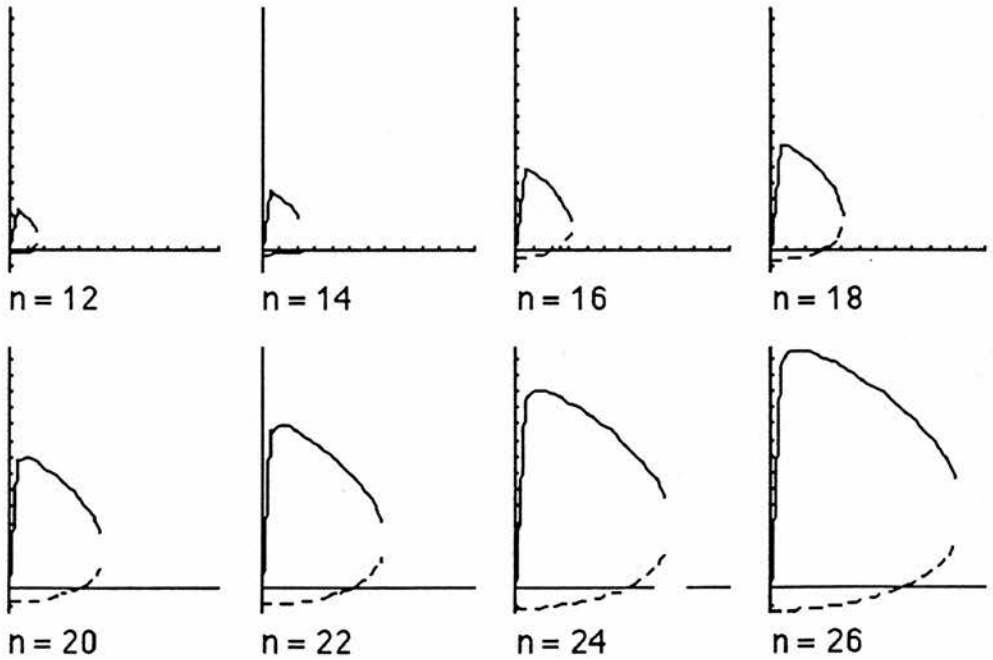 n = 12
n = 14
n = 16
n = 18
n = 20
n = 22
n = 24
n = 26